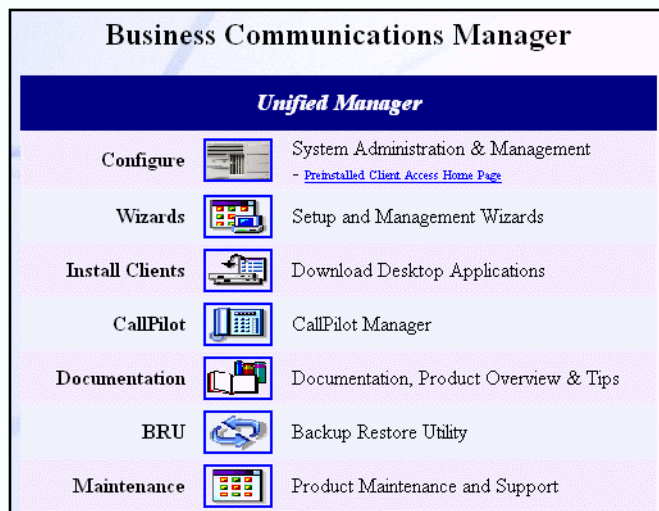 Business Communications Manager
Unified Manager
Configure System Administration & Management
- Preinstalled Client Access Home Page
Wizards Setup and Management Wizards
Install Clients Download Desktop Applications
CallPilot CallPilot Manager
Documentation Documentation, Product Overview & Tips
BRU Backup Restore Utility
Maintenance Product Maintenance and Support